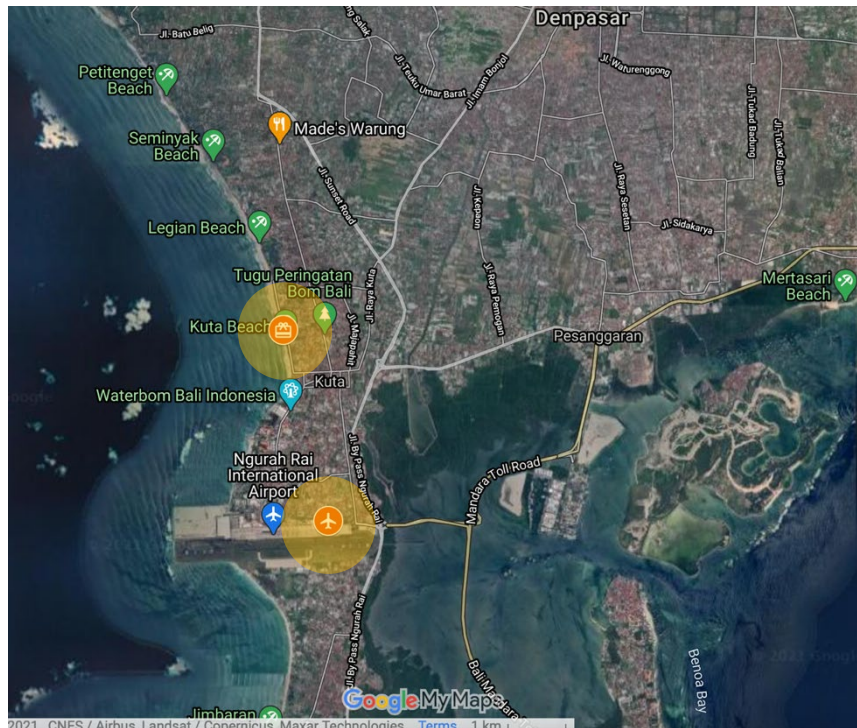 Denpasar
Jl. Batu Belig
ng Salak
Jl. Teuku Umar Barat
Jl. Imam Bonjol
Jl. Waturenggong
Petitenget
Beach
Jl. Tukad Badung
Jl. Tukad Balian
Made's Warung
Seminyak
Beach
Jl. Sunset Road
Jl. Raya Sesetan
Jl. Kepaon
Legian Beach
Jl. Sidakarya
Tugu Peringatan
Bom Bali
Jl. Raya Kuta
Jl. Raya Pemogan
Mertasari
Beach
Kuta Beach
Jl. Majapahit
Pesanggaran
Kuta
Waterbom Bali Indonesia
Ngurah Rai
International
Airport
Jl. By Pass Ngurah Rai
Mandara Toll Road
Jl. By Pass Ngurah Rai
Bali Mandara
Benoa Bay
Google My Maps
Jimbaran
2021 CNES / Airbus, Landsat / Copernicus, Maxar Technologies Terms 1 km